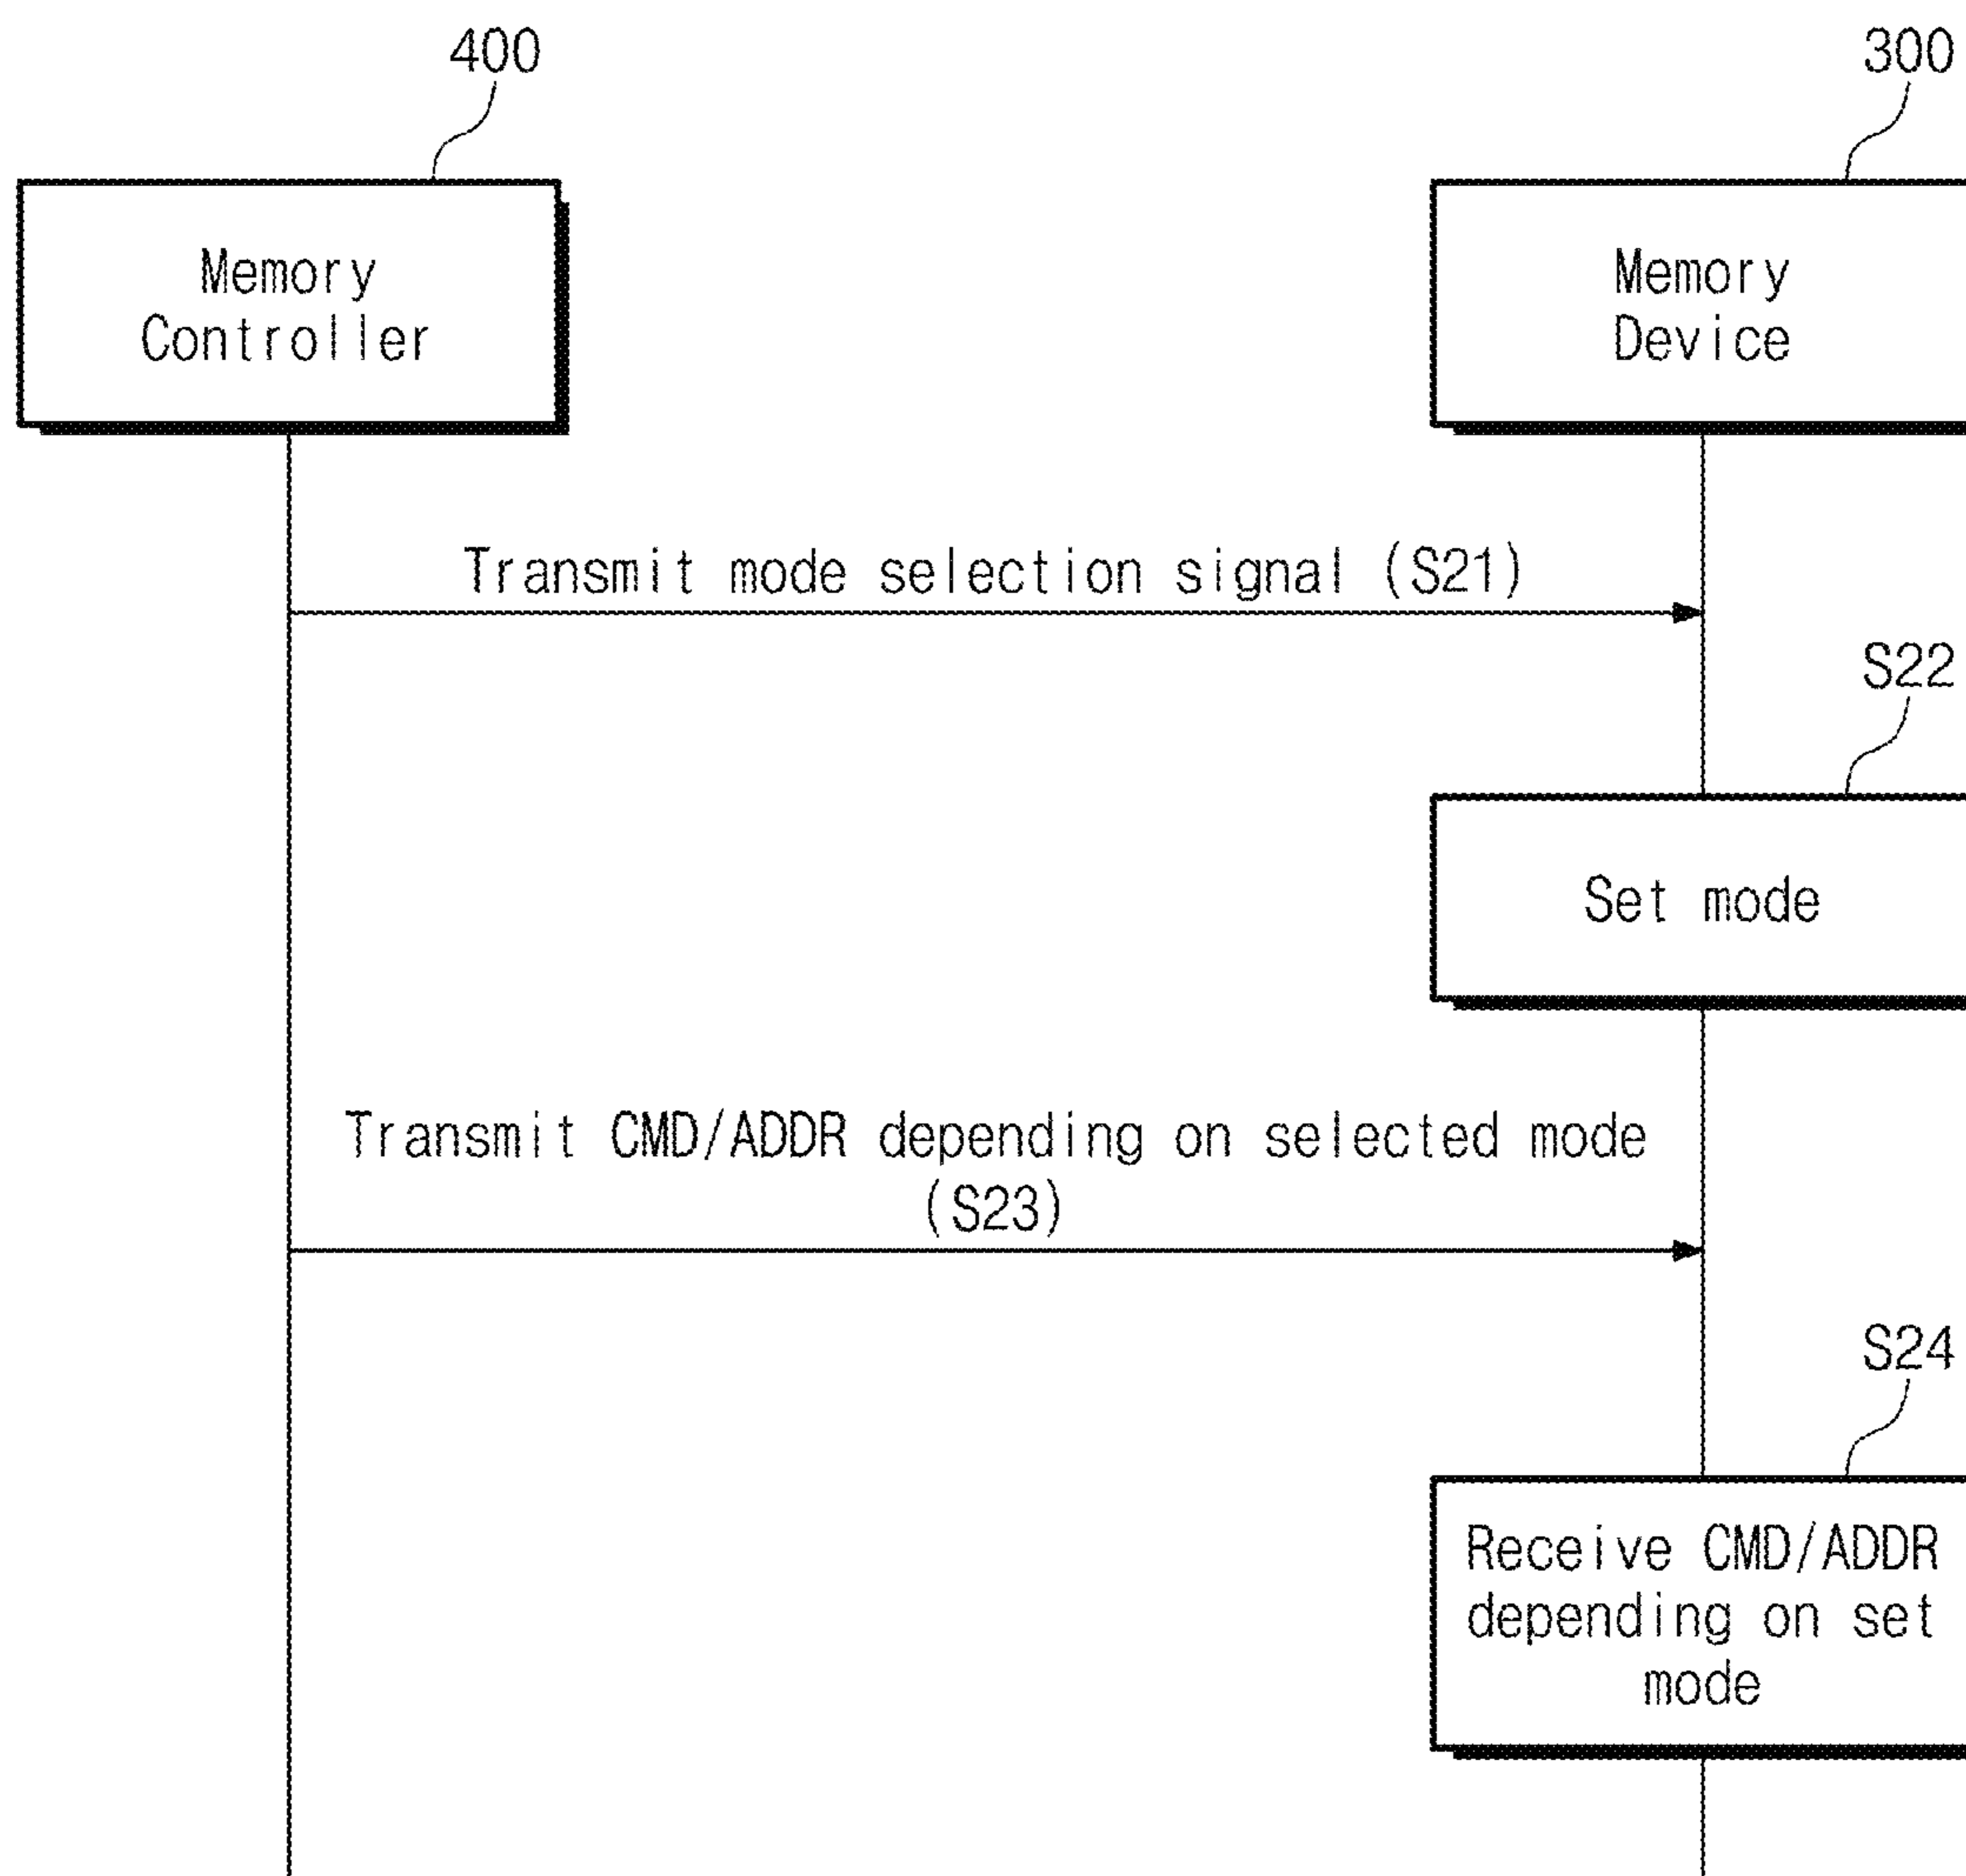 400
300
Memory
Controller
Memory
Device
Transmit mode selection signal (S21)
S22
Set mode
Transmit CMD/ADDR depending on selected mode
(S23)
S24
Receive CMD/ADDR
depending on set
mode